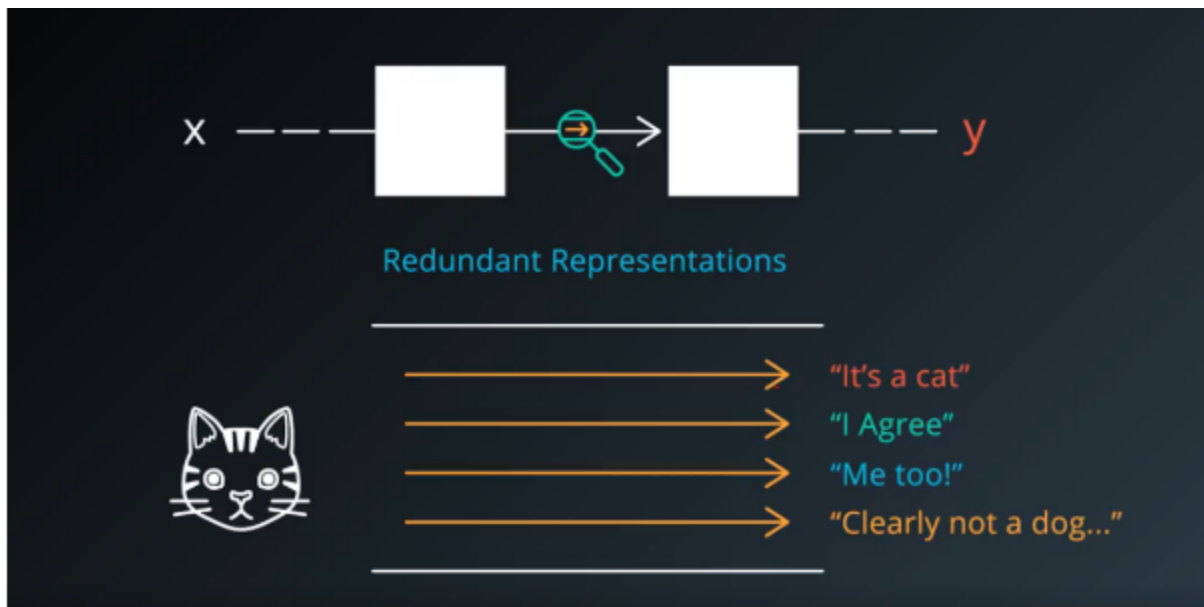 x
y
Redundant Representations
“It’s a cat”
“I Agree”
“Me too!”
“Clearly not a dog...”